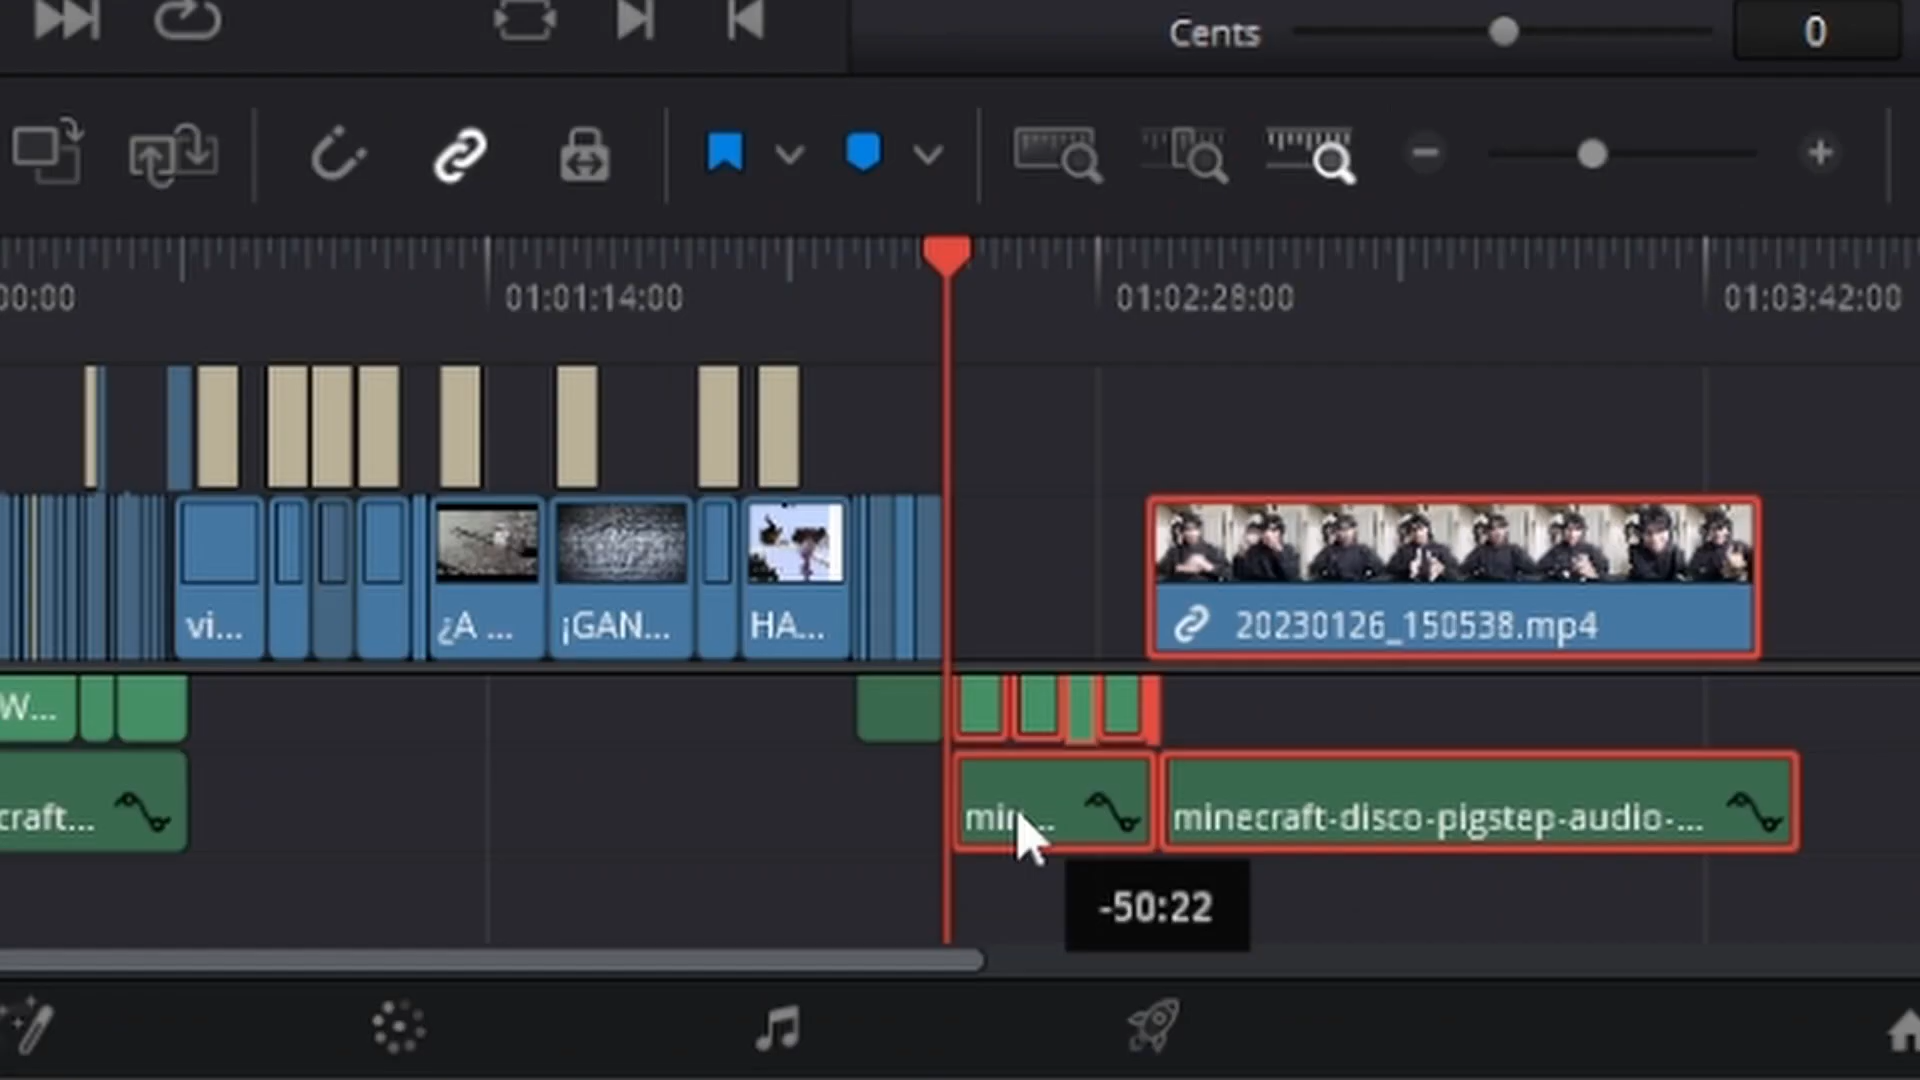 Cents 0
00:00 01:01:14:00 01:02:28:00 01:03:42:00
vi... ¿A ... ¡GAN... HA... 20230126_150538.mp4
W...
craft... min... minecraft-disco-pigstep-audio-...
-50:22